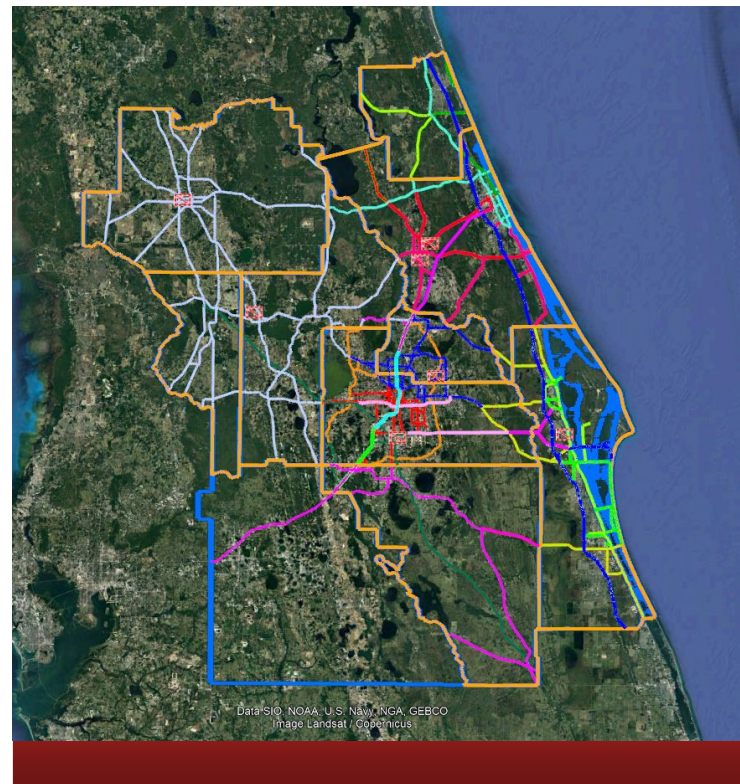 Data SIO, NOAA, U.S. Navy, NGA, GEBCO
Image Landsat / Copernicus